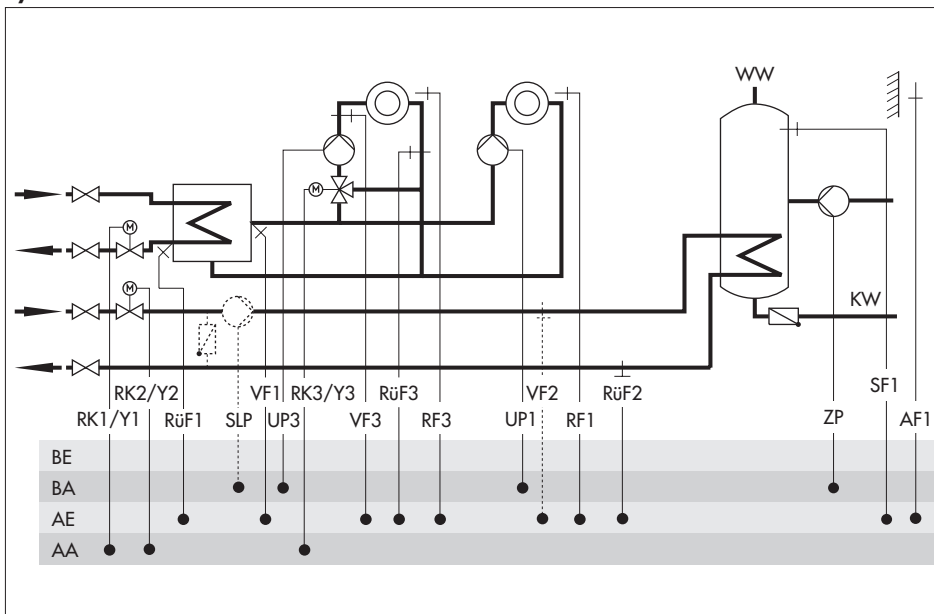 WW
M
M
M
KW
RK2/Y2 VF1 RK3/Y3 RüF3 VF2 RüF2 SF1
RK1/Y1 RüF1 SLP UP3 VF3 RF3 UP1 RF1 ZP AF1
BE
BA
AE
AA